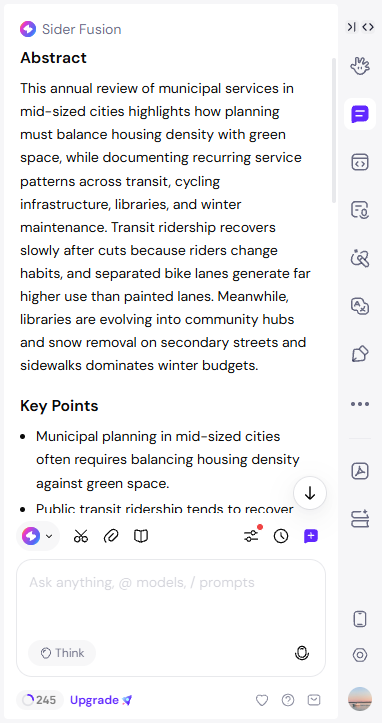 Sider Fusion
Abstract
This annual review of municipal services in
mid-sized cities highlights how planning
must balance housing density with green
space, while documenting recurring service
patterns across transit, cycling
infrastructure, libraries, and winter
maintenance. Transit ridership recovers
slowly after cuts because riders change
habits, and separated bike lanes generate far
higher use than painted lanes. Meanwhile,
libraries are evolving into community hubs
and snow removal on secondary streets and
sidewalks dominates winter budgets.
Key Points
• Municipal planning in mid-sized cities
often requires balancing housing density
against green space.
• Public transit ridership tends to recover
Ask anything, @ models, / prompts
Think
245 Upgrade